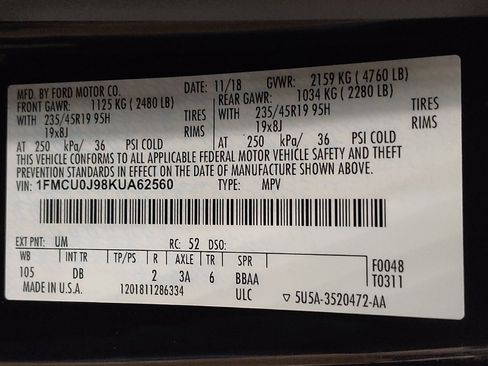 MFD. BY FORD MOTOR CO. DATE: 11/18 GVWR: 2159 KG (4760 LB)
FRONT GAWR: 1125 KG (2480 LB) REAR GAWR: 1034 KG (2280 LB)
WITH 235/45R19 95H TIRES WITH 235/45R19 95H TIRES
19x8J RIMS 19x8J RIMS
AT 250 kPa/ 36 PSI COLD AT 250 kPa/ 36 PSI COLD
THIS VEHICLE CONFORMS TO ALL APPLICABLE FEDERAL MOTOR VEHICLE SAFETY AND THEFT
PREVENTION STANDARDS IN EFFECT ON THE DATE OF MANUFACTURE SHOWN ABOVE.
VIN: 1FMCU0J98KUA62560 TYPE: MPV
EXT PNT: UM RC: 52 DSO:
WB INT TR TP/PS R AXLE TR SPR F0048
105 DB 2 3A 6 BBAA T0311
MADE IN U.S.A. 1201811286334 ULC ▽ 5U5A-3520472-AA